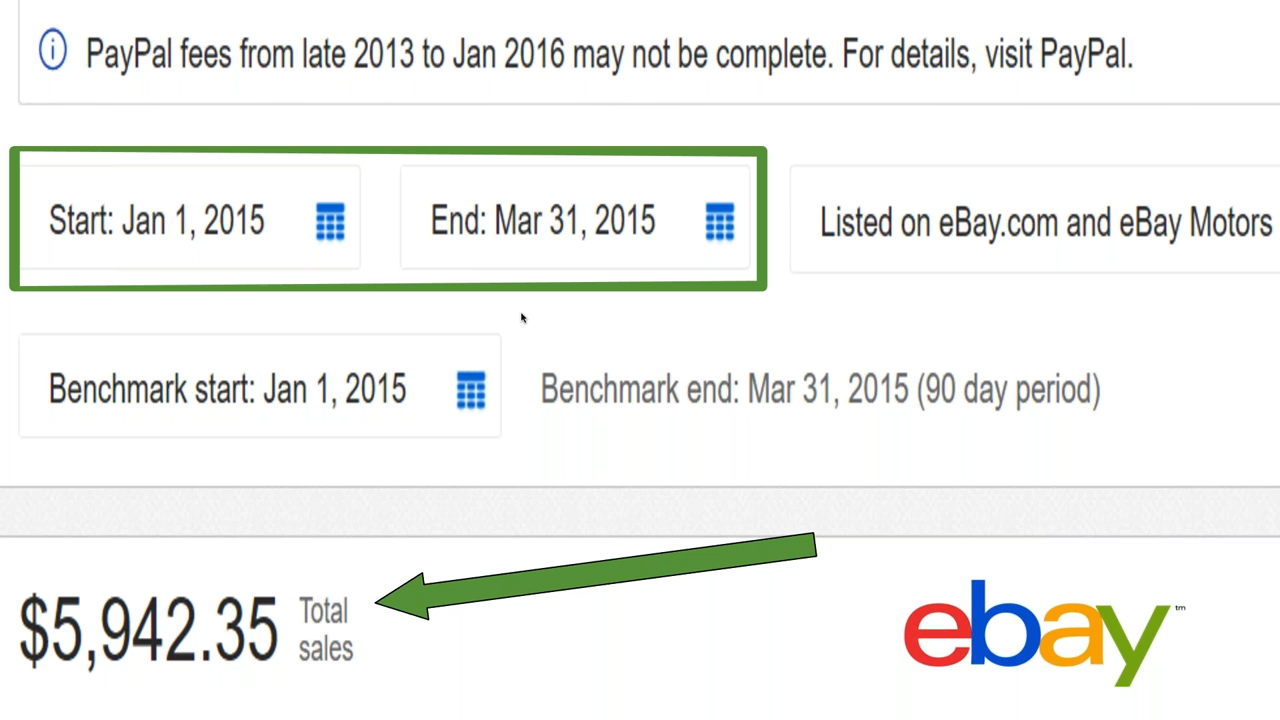 PayPal fees from late 2013 to Jan 2016 may not be complete. For details, visit PayPal.
Start: Jan 1, 2015
End: Mar 31, 2015
Listed on eBay.com and eBay Motors
Benchmark start: Jan 1, 2015
Benchmark end: Mar 31, 2015 (90 day period)
$5,942.35
Total
sales
ebay™